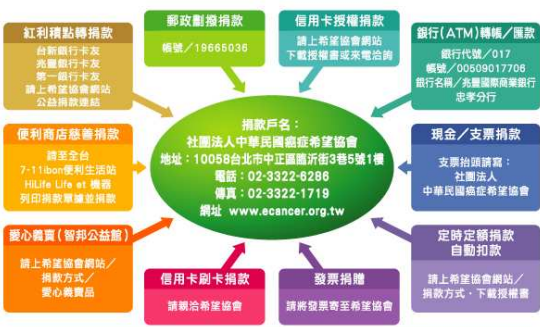 紅利積點轉捐款
台新銀行卡友
兆豐銀行卡友
第一銀行卡友
請上希望協會網站
公益捐款連結
郵政劃撥捐款
帳號／19665036
信用卡授權捐款
請上希望協會網站
下載授權書或來電洽詢
銀行(ATM)轉帳／匯款
銀行代號／017
帳號／00509017706
銀行名稱／兆豐國際商業銀行
忠孝分行
便利商店慈善捐款
請至全台
7-11ibon便利生活站
HiLife Life et 機器
列印捐款單據並捐款
捐款戶名：
社團法人中華民國癌症希望協會
地址：10058台北市中正區臨沂街3巷5號1樓
電話：02-3322-6286
傳真：02-3322-1719
網址 www.ecancer.org.tw
現金／支票捐款
支票抬頭請寫：
社團法人
中華民國癌症希望協會
愛心義賣（智邦公益館）
請上希望協會網站／
捐款方式／
愛心義賣品
信用卡刷卡捐款
請親洽希望協會
發票捐贈
請將發票寄至希望協會
定時定額捐款
自動扣款
請上希望協會網站／
捐款方式．下載授權書